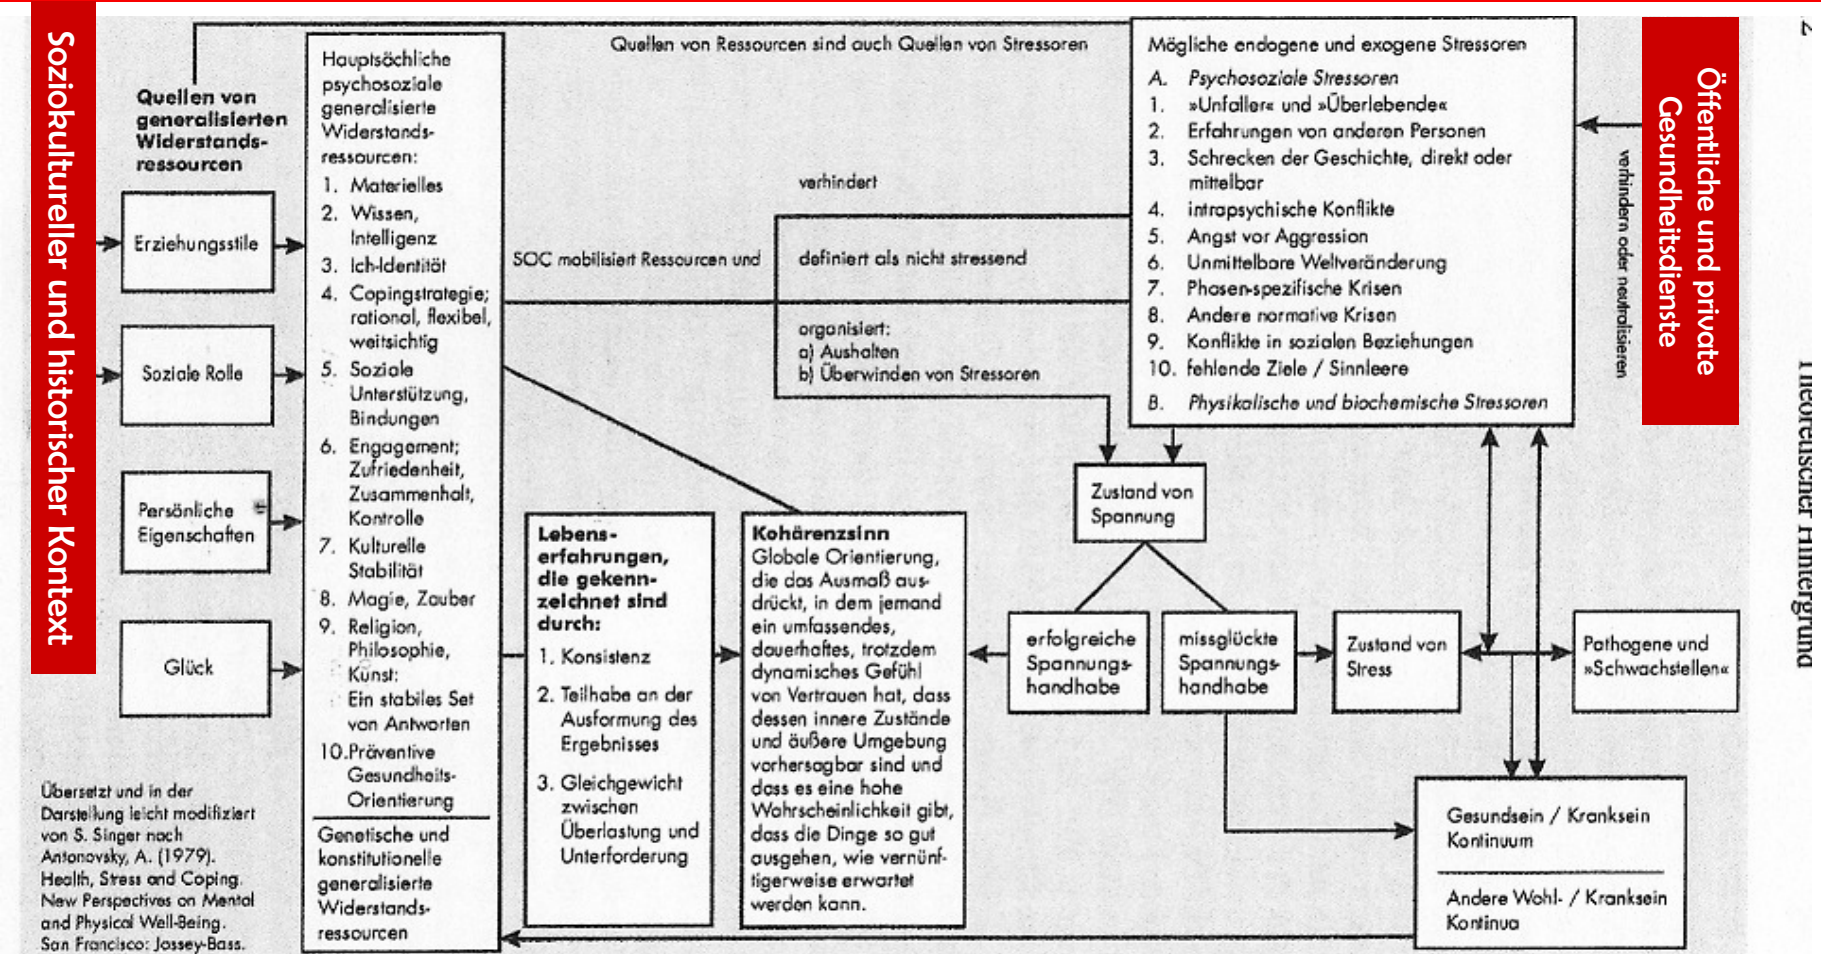 Soziokultureller und historischer Kontext
Quellen von
generalisierten
Widerstands-
ressourcen
Erziehungsstile
Soziale Rolle
Persönliche
Eigenschaften
Glück
Übersetzt und in der
Darstellung leicht modifiziert
von S. Singer nach
Antonovsky, A. (1979).
Health, Stress and Coping.
New Perspectives on Mental
and Physical Well-Being.
San Francisco: Jossey-Bass.
Hauptsächliche
psychosoziale
generalisierte
Widerstands-
ressourcen:
1. Materielles
2. Wissen,
Intelligenz
3. Ich-Identität
4. Copingstrategie;
rational, flexibel,
weitsichtig
5. Soziale
Unterstützung,
Bindungen
6. Engagement;
Zufriedenheit,
Zusammenhalt,
Kontrolle
7. Kulturelle
Stabilität
8. Magie, Zauber
9. Religion,
Philosophie,
Kunst:
Ein stabiles Set
von Antworten
10. Präventive
Gesundheits-
Orientierung
Genetische und
konstitutionelle
generalisierte
Widerstands-
ressourcen
Quellen von Ressourcen sind auch Quellen von Stressoren
SOC mobilisiert Ressourcen und
verhindert
definiert als nicht stressend
organisiert:
a) Aushalten
b) Überwinden von Stressoren
Lebens-
erfahrungen,
die gekenn-
zeichnet sind
durch:
1. Konsistenz
2. Teilhabe an der
Ausformung des
Ergebnisses
3. Gleichgewicht
zwischen
Überlastung und
Unterforderung
Kohärenzsinn
Globale Orientierung,
die das Ausmaß aus-
drückt, in dem jemand
ein umfassendes,
dauerhaftes, trotzdem
dynamisches Gefühl
von Vertrauen hat, dass
dessen innere Zustände
und äußere Umgebung
vorhersagbar sind und
dass es eine hohe
Wahrscheinlichkeit gibt,
dass die Dinge so gut
ausgehen, wie vernünf-
tigerweise erwartet
werden kann.
Mögliche endogene und exogene Stressoren
A. Psychosoziale Stressoren
1. »Unfaller« und »Überlebende«
2. Erfahrungen von anderen Personen
3. Schrecken der Geschichte, direkt oder
mittelbar
4. intrapsychische Konflikte
5. Angst vor Aggression
6. Unmittelbare Weltveränderung
7. Phasen-spezifische Krisen
8. Andere normative Krisen
9. Konflikte in sozialen Beziehungen
10. fehlende Ziele / Sinnleere
B. Physikalische und biochemische Stressoren
Zustand von
Spannung
erfolgreiche
Spannungs-
handhabe
missglückte
Spannungs-
handhabe
Zustand von
Stress
Pathogene und
»Schwachstellen«
Gesundsein / Kranksein
Kontinuum
Andere Wohl- / Kranksein
Kontinua
verhindern oder neutralisieren
Öffentliche und private
Gesundheitsdienste
2
Theoretischer Hintergrund